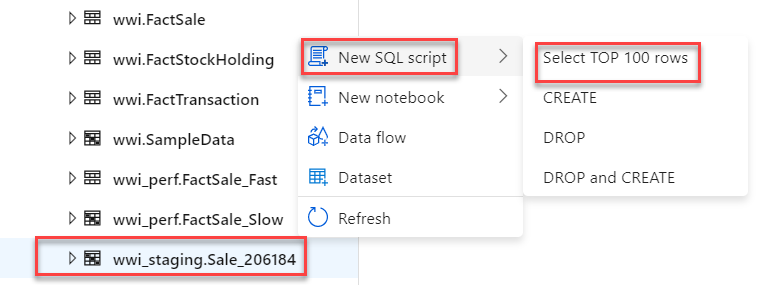 wwi.FactSale
wwi.FactStockHolding
wwi.FactTransaction
wwi.SampleData
wwi_perf.FactSale_Fast
wwi_perf.FactSale_Slow
wwi_staging.Sale_206184
New SQL script
New notebook
Data flow
Dataset
Refresh
Select TOP 100 rows
CREATE
DROP
DROP and CREATE